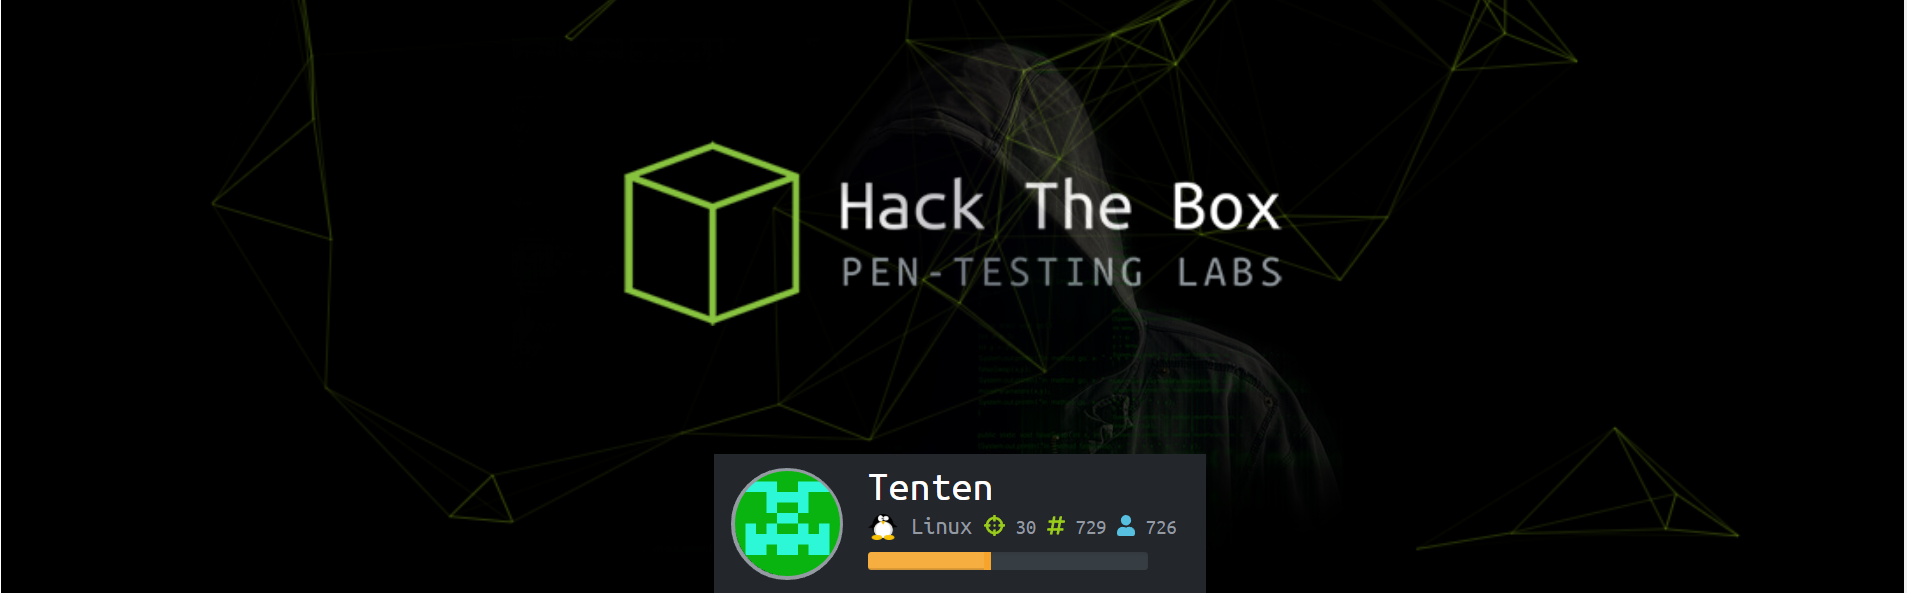 Hack The Box
PEN-TESTING LABS
Tenten
Linux 30 # 729 726